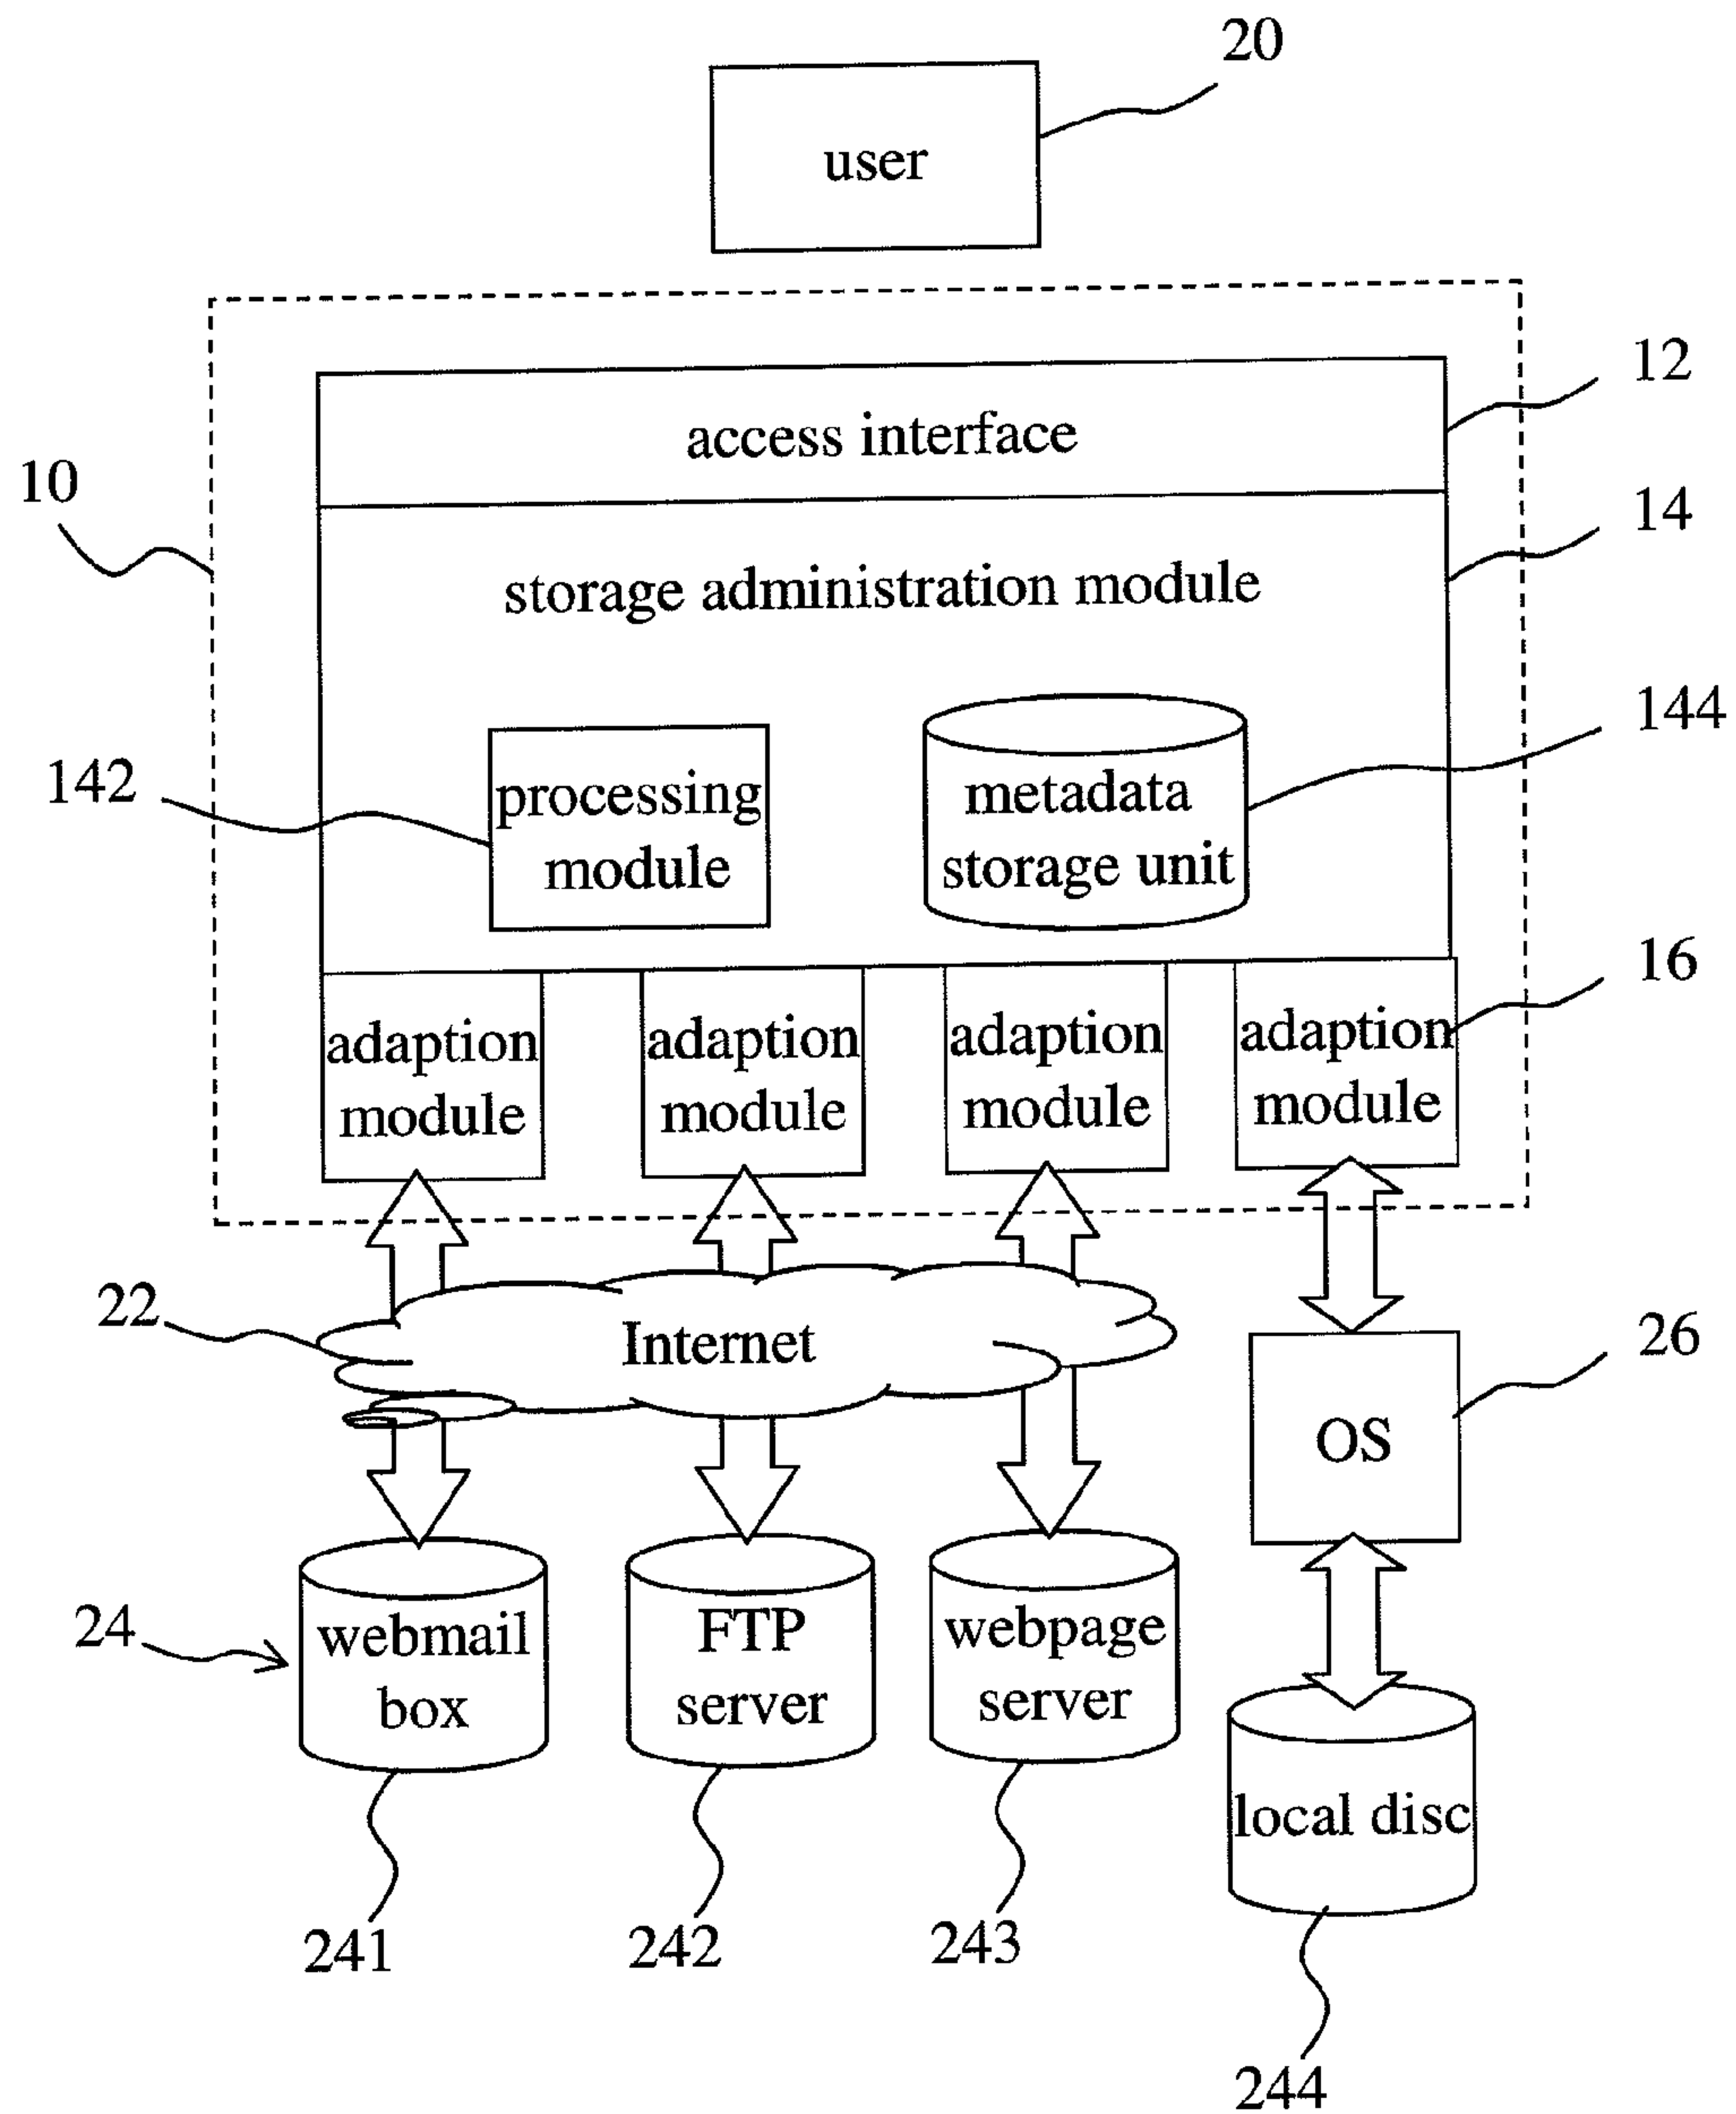 20
user
12
access interface
10
14
storage administration module
144
142
processing
module
metadata
storage unit
16
adaption
module
adaption
module
adaption
module
adaption
module
22
Internet
26
OS
24
webmail
box
FTP
server
webpage
server
local disc
241
242
243
244